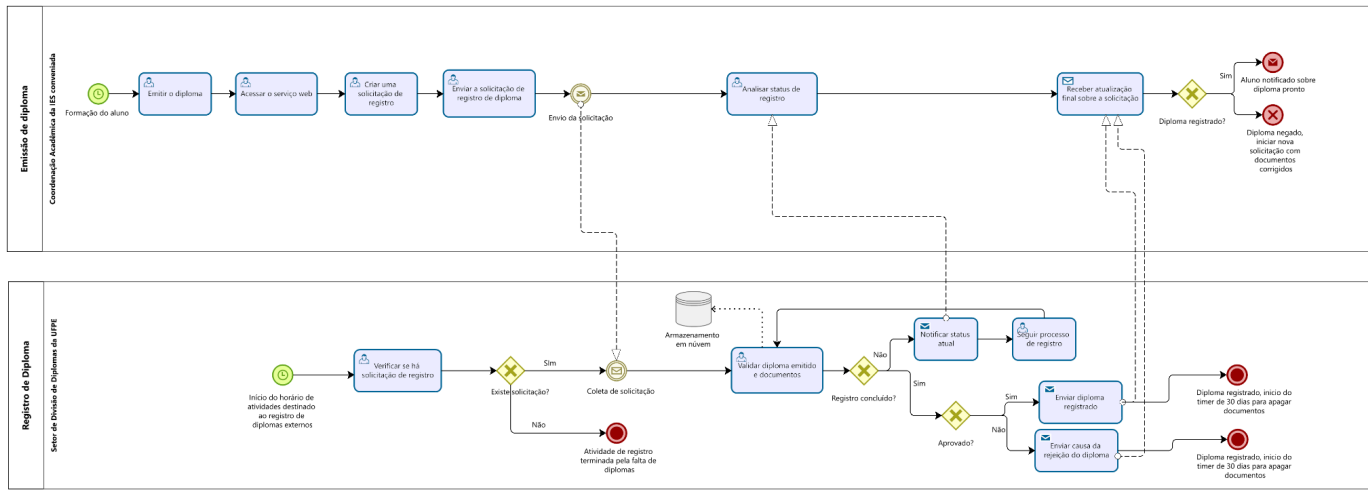 Emissão de diploma
Coordenação Acadêmica da IES conveniada
Formação do aluno
Emitir o diploma
Acessar o serviço web
Criar uma
solicitação de
registro
Enviar a solicitação de
registro de diploma
Envio da solicitação
Analisar status de
registro
Receber atualização
final sobre a solicitação
Diploma registrado?
Sim
Aluno notificado sobre
diploma pronto
Diploma negado,
iniciar nova
solicitação com
documentos
corrigidos
Registro de Diploma
Setor de Divisão de Diplomas da UFPE
Início do horário de
atividades destinado
ao registro de
diplomas externos
Verificar se há
solicitação de registro
Existe solicitação?
Sim
Não
Atividade de registro
terminada pela falta de
diplomas
Coleta de solicitação
Armazenamento
em núvem
Validar diploma emitido
e documentos
Registro concluído?
Não
Notificar status
atual
Seguir processo
de registro
Sim
Aprovado?
Sim
Enviar diploma
registrado
Não
Enviar causa da
rejeição do diploma
Diploma registrado, inicio do
timer de 30 dias para apagar
documentos
Diploma registrado, inicio do
timer de 30 dias para apagar
documentos